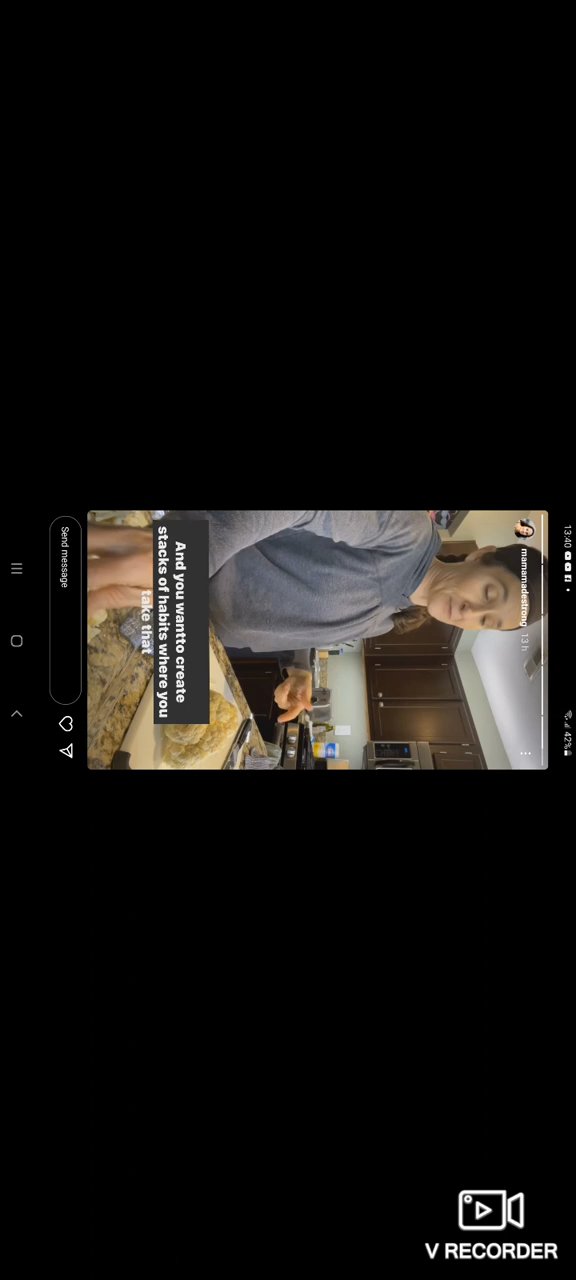 13:40
42%
mamamadestrong 13 h
And you wantto create
stacks of habits where you
take that
Send message
V RECORDER